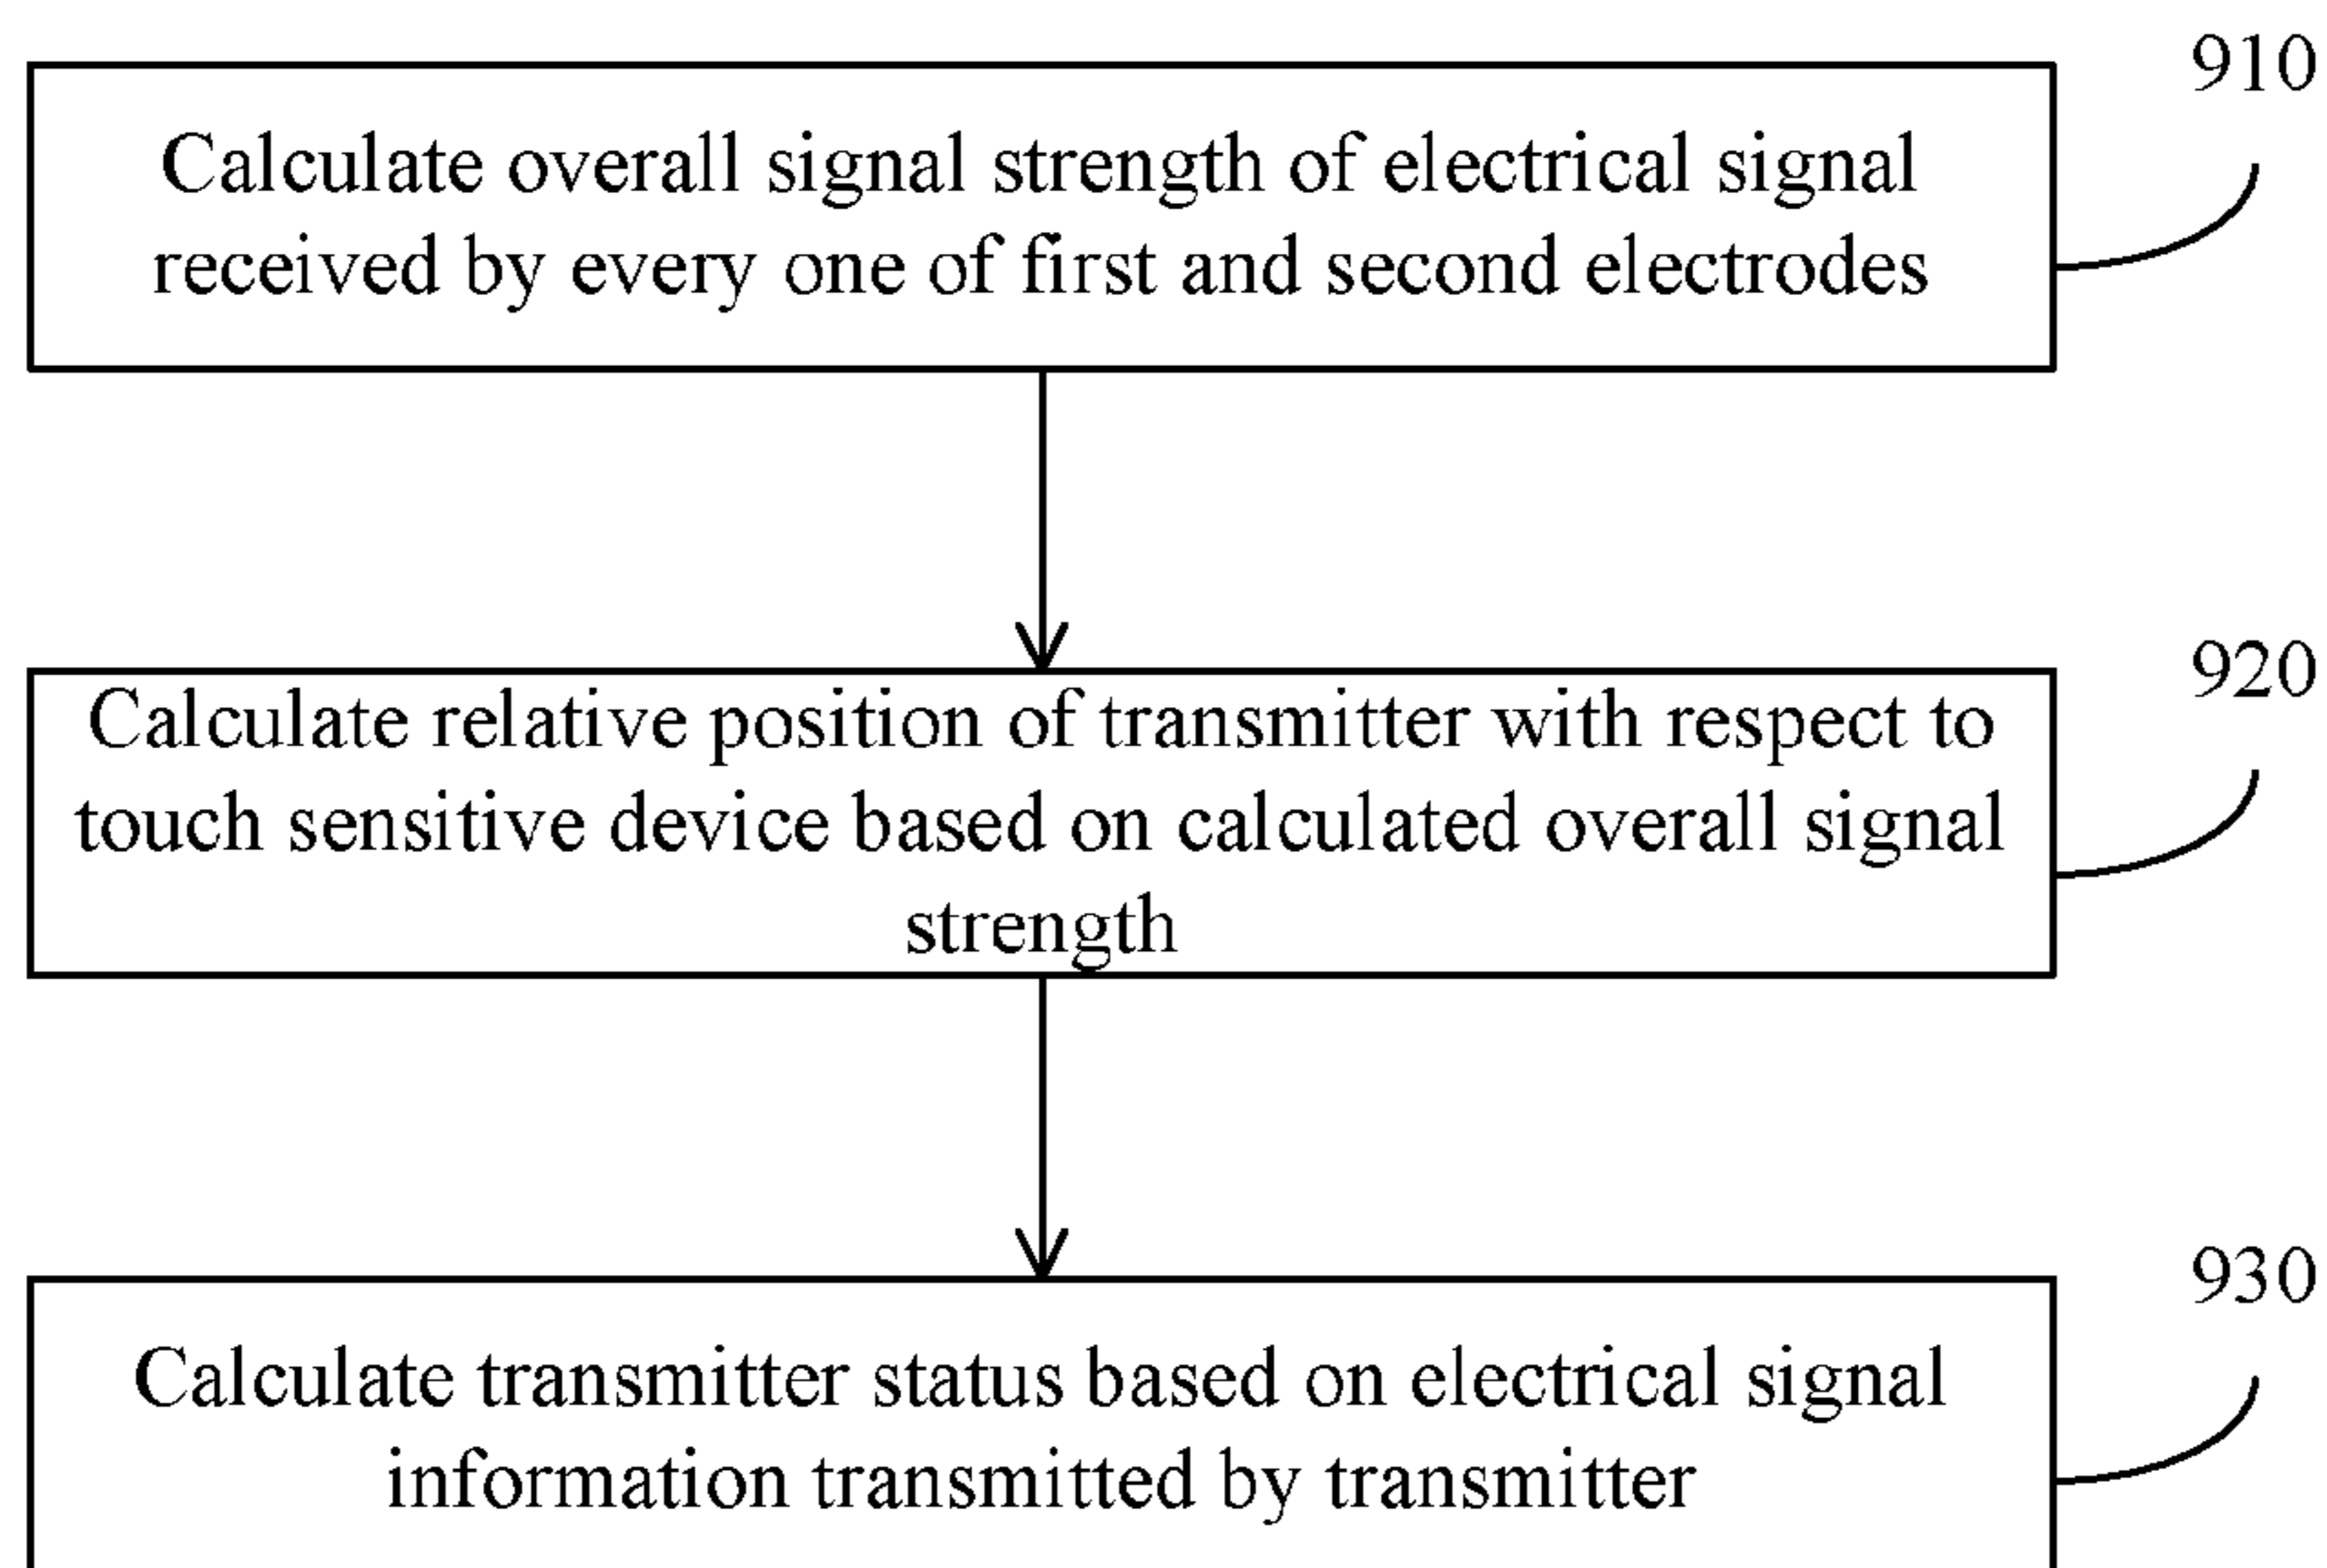 910
Calculate overall signal strength of electrical signal
received by every one of first and second electrodes
920
Calculate relative position of transmitter with respect to
touch sensitive device based on calculated overall signal
strength
930
Calculate transmitter status based on electrical signal
information transmitted by transmitter